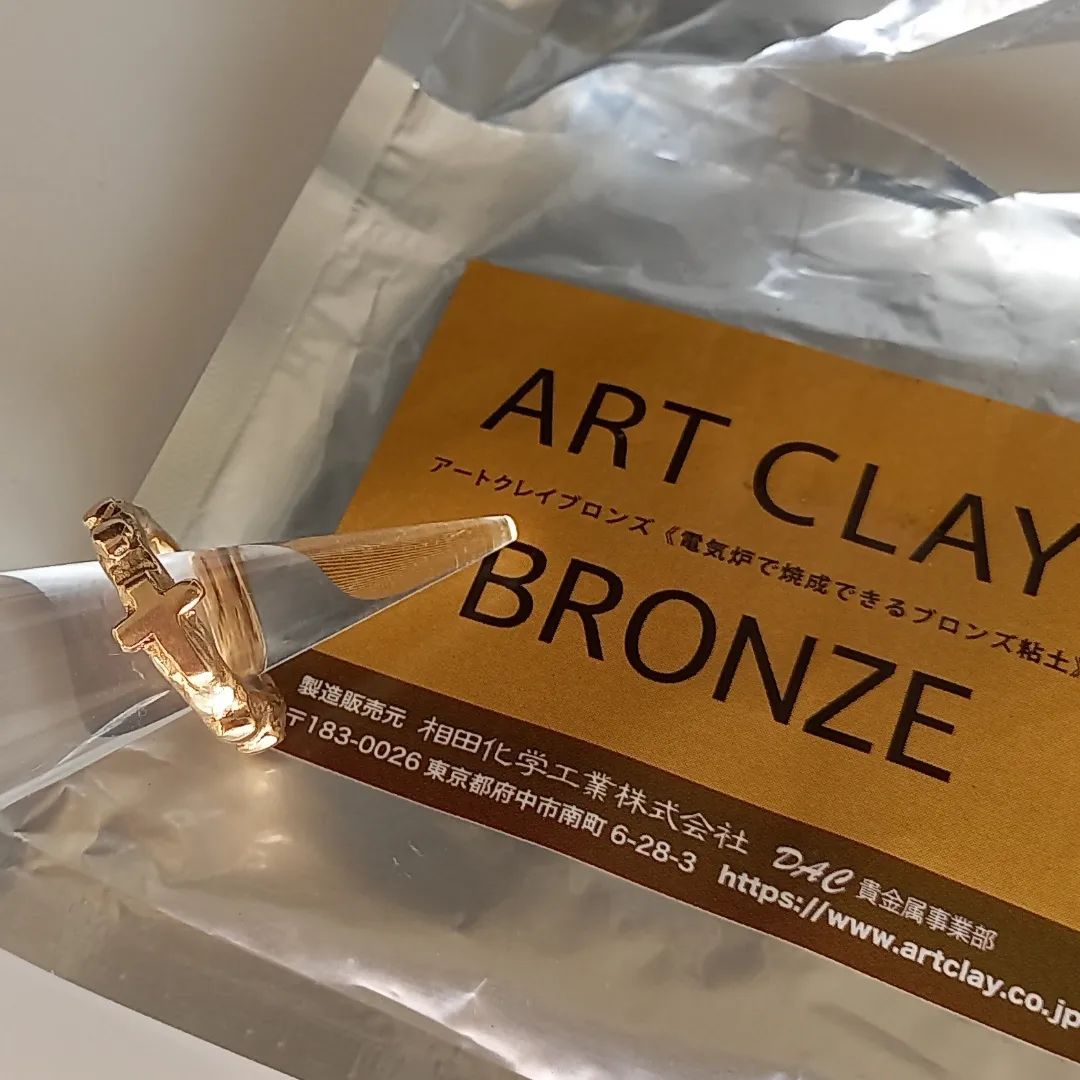 ART CLAY
アートクレイブロンズ《電気炉で焼成できるブロンズ粘土》
BRONZE
製造販売元 相田化学工業株式会社 DAC 貴金属事業部
〒183-0026 東京都府中市南町 6-28-3 https://www.artclay.co.jp